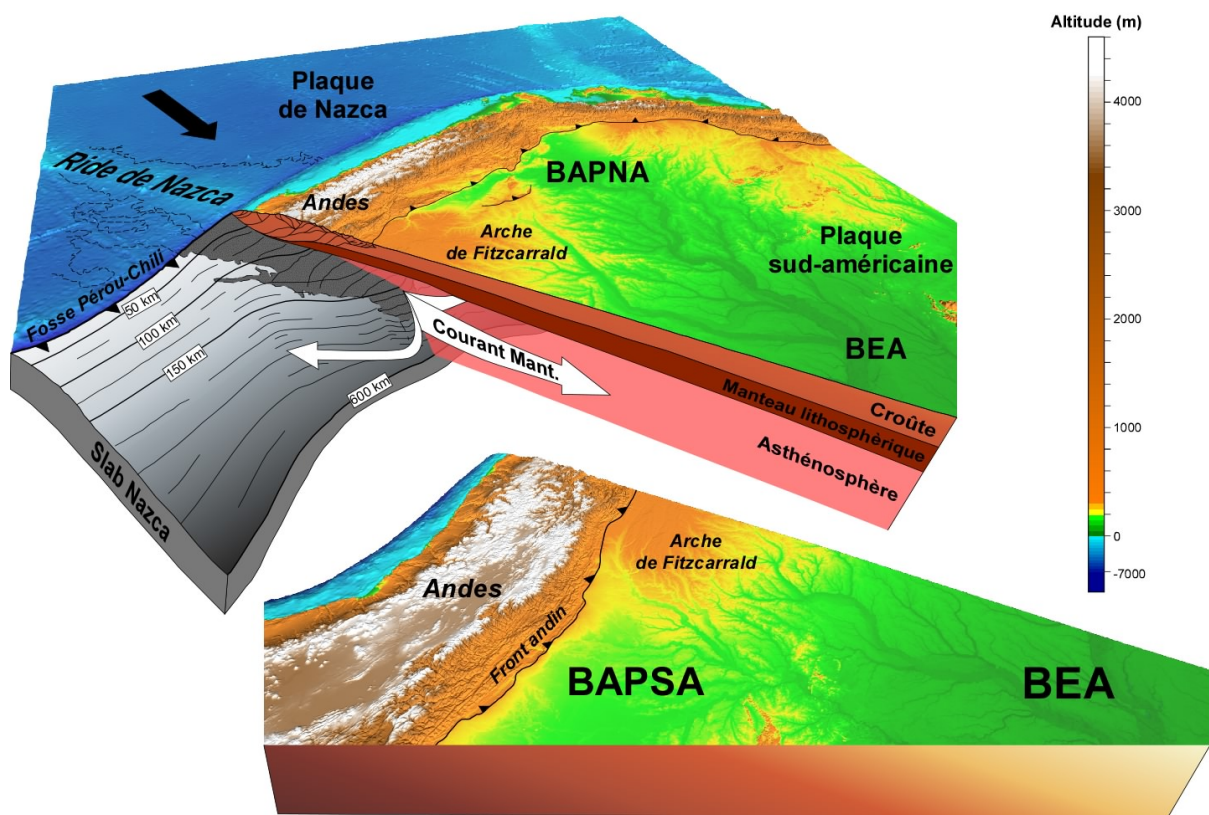 Altitude (m)
4000
3000
2000
1000
0
-7000
Plaque
de Nazca
Ride de Nazca
Andes
BAPNA
Arche
de Fitzcarrald
Plaque
sud-américaine
BEA
Fosse Pérou-Chili
50 km
100 km
150 km
600 km
Slab Nazca
Courant Mant.
Croûte
Manteau lithosphèrique
Asthénosphère
Andes
Front andin
Arche
de Fitzcarrald
BAPSA
BEA